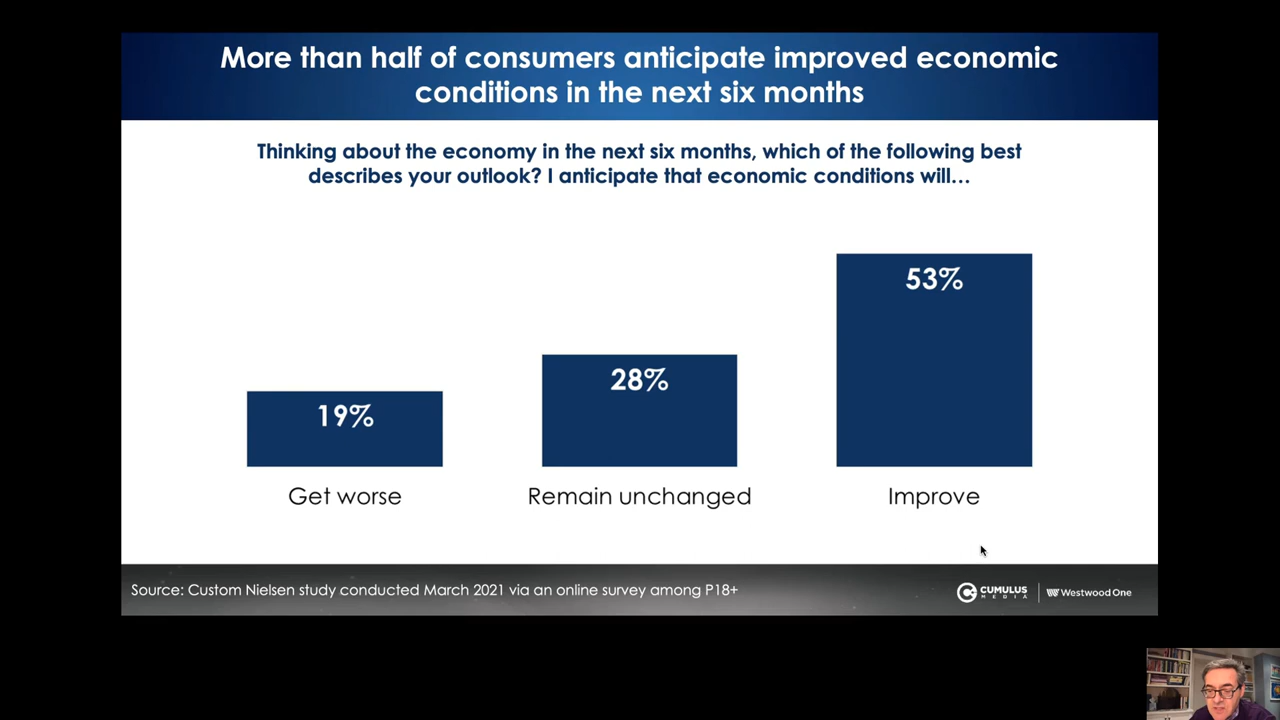 More than half of consumers anticipate improved economic
conditions in the next six months
Thinking about the economy in the next six months, which of the following best
describes your outlook? I anticipate that economic conditions will…
53%
28%
19%
Get worse
Remain unchanged
Improve
Source: Custom Nielsen study conducted March 2021 via an online survey among P18+
CUMULUS
MEDIA
Westwood One